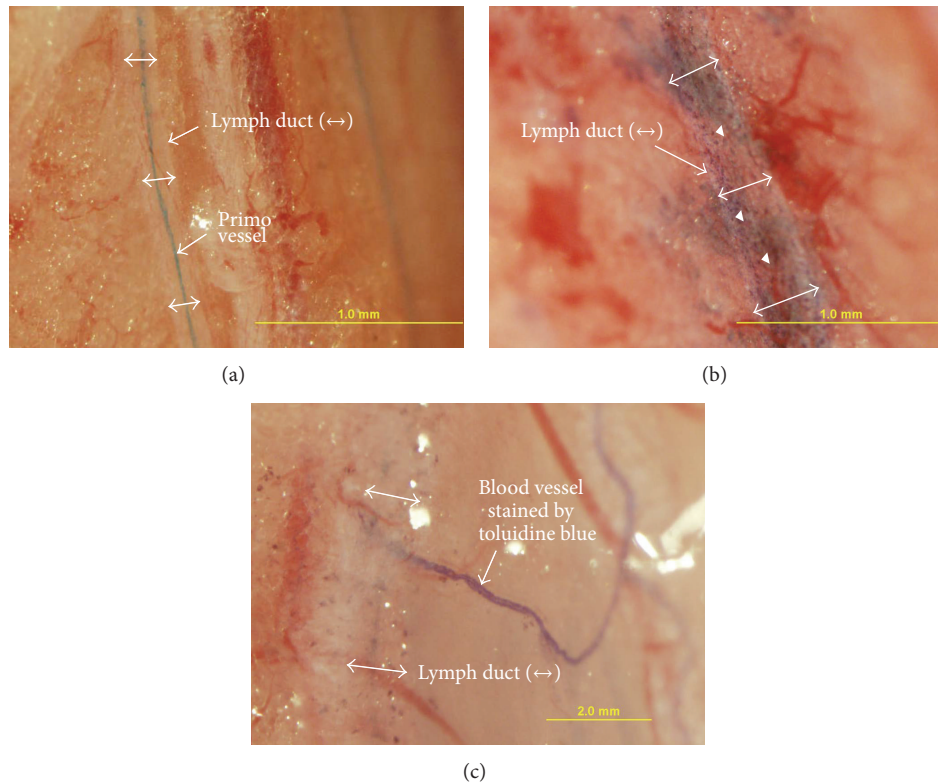 Lymph duct (↔)
Primo
vessel
1.0 mm
(a)
Lymph duct (↔)
1.0 mm
(b)
Blood vessel
stained by
toluidine blue
Lymph duct (↔)
2.0 mm
(c)